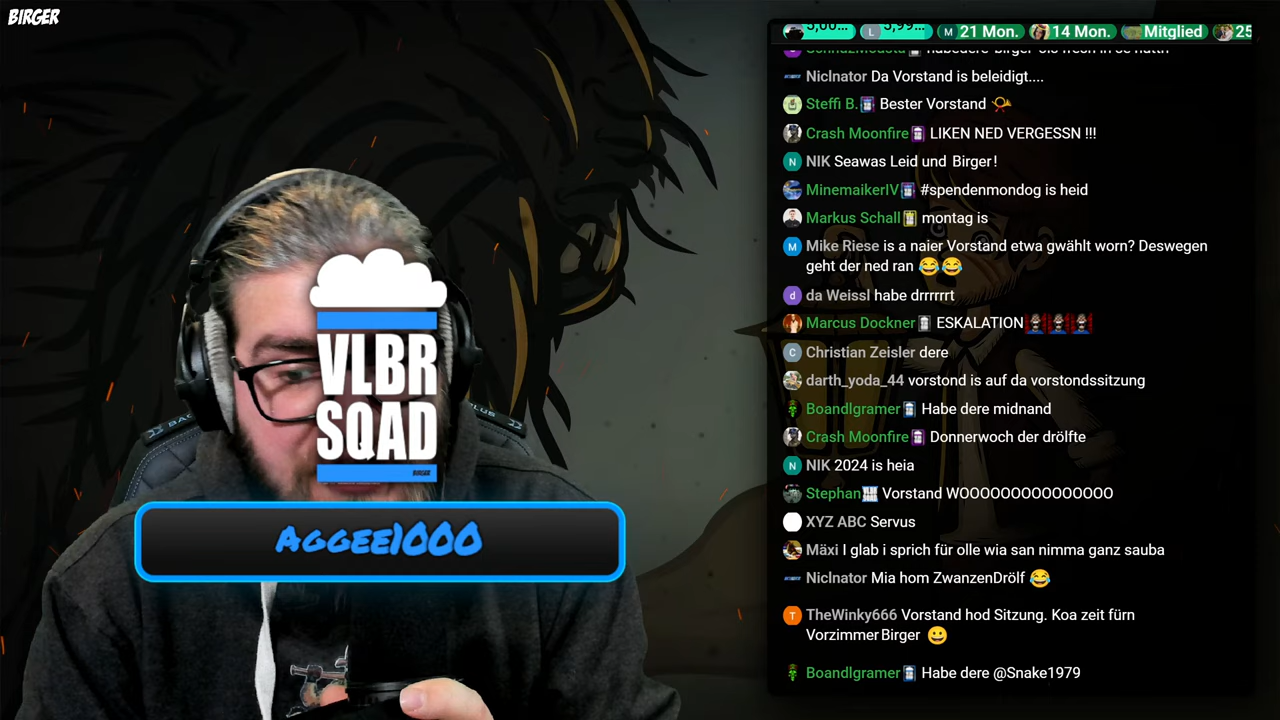 BIRGER
21 Mon.
14 Mon.
Mitglied
25
Niclnator Da Vorstand is beleidigt....
Steffi B. Bester Vorstand
Crash Moonfire LIKEN NED VERGESSN !!!
NIK Seawas Leid und Birger!
MinemaikerIV #spendenmondog is heid
Markus Schall montag is
Mike Riese is a naier Vorstand etwa gwählt worn? Deswegen
geht der ned ran 😂😂
da Weissl habe drrrrrt
Marcus Dockner ESKALATION
Christian Zeisler dere
darth_yoda_44 vorstond is auf da vorstondssitzung
Boandlgramer Habe dere midnand
Crash Moonfire Donnerwoch der drölfte
NIK 2024 is heia
Stephan Vorstand WOOOOOOOOOOOOOOO
XYZ ABC Servus
Mäxi I glab i sprich für olle wia san nimma ganz sauba
Niclnator Mia hom ZwanzenDrölf 😂
TheWinky666 Vorstand hod Sitzung. Koa zeit fürn
Vorzimmer Birger 😀
Boandlgramer Habe dere @Snake1979
VLBR
SQAD
BIRGER
Aggee1000